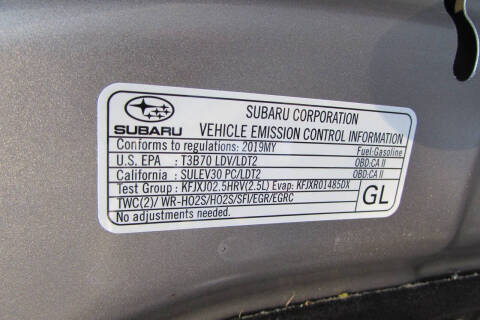 SUBARU CORPORATION
SUBARU
VEHICLE EMISSION CONTROL INFORMATION
Conforms to regulations: 2019MY Fuel:Gasoline
U.S. EPA : T3B70 LDV/LDT2 OBD:CA II
California : SULEV30 PC/LDT2 OBD:CA II
Test Group : KFJXJ02.5HRV(2.5L) Evap: KFJXR01485DX
TWC(2)/ WR-HO2S/HO2S/SFI/EGR/EGRC
GL
No adjustments needed.